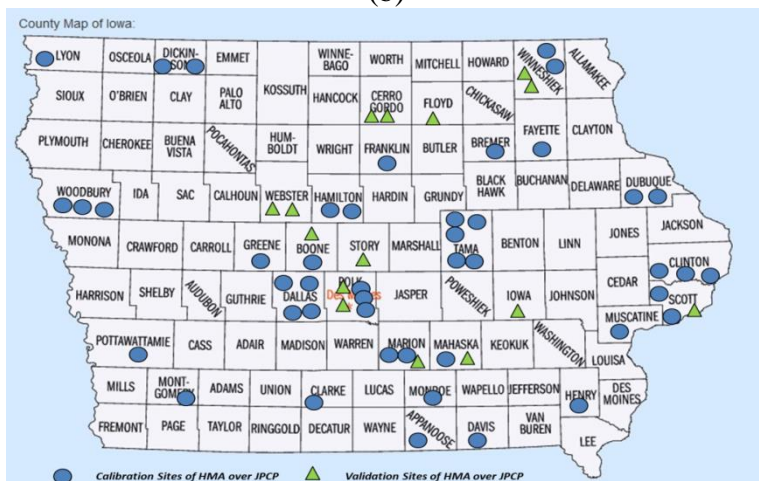 County Map of Iowa:
LYON OSCEOLA DICKIN- SON EMMET WINNE- BAGO WORTH MITCHELL HOWARD WINNESHIEK ALLAMAKEE
SIOUX O'BRIEN CLAY PALO ALTO KOSSUTH HANCOCK CERRO GORDO FLOYD CHICKASAW
PLYMOUTH CHEROKEE BUENA VISTA POCAHONTAS HUM- BOLDT WRIGHT FRANKLIN BUTLER BREMER FAYETTE CLAYTON
WOODBURY IDA SAC CALHOUN WEBSTER HAMILTON HARDIN GRUNDY BLACK HAWK BUCHANAN DELAWARE DUBUQUE
MONONA CRAWFORD CARROLL GREENE BOONE STORY MARSHALL TAMA BENTON LINN JONES JACKSON
HARRISON SHELBY AUDUBON GUTHRIE DALLAS POLK JASPER POWESHIEK IOWA JOHNSON CEDAR CLINTON
SCOTT
MUSCATINE
POTTAWATTAMIE CASS ADAIR MADISON WARREN MARION MAHASKA KEOKUK WASHINGTON LOUISA
MILLS MONT- GOMERY ADAMS UNION CLARKE LUCAS MONROE WAPELLO JEFFERSON HENRY DES MOINES
FREMONT PAGE TAYLOR RINGGOLD DECATUR WAYNE APPANOOSE DAVIS VAN BUREN LEE
Calibration Sites of HMA over JPCP Validation Sites of HMA over JPCP